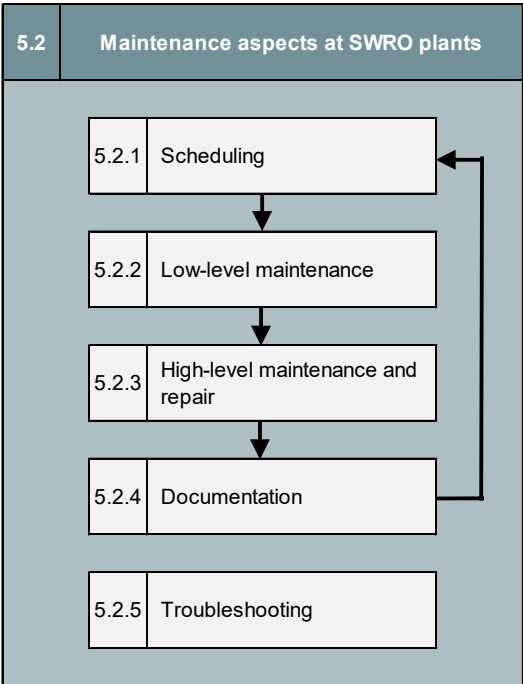 5.2 Maintenance aspects at SWRO plants
5.2.1 Scheduling
5.2.2 Low-level maintenance
5.2.3 High-level maintenance and
repair
5.2.4 Documentation
5.2.5 Troubleshooting